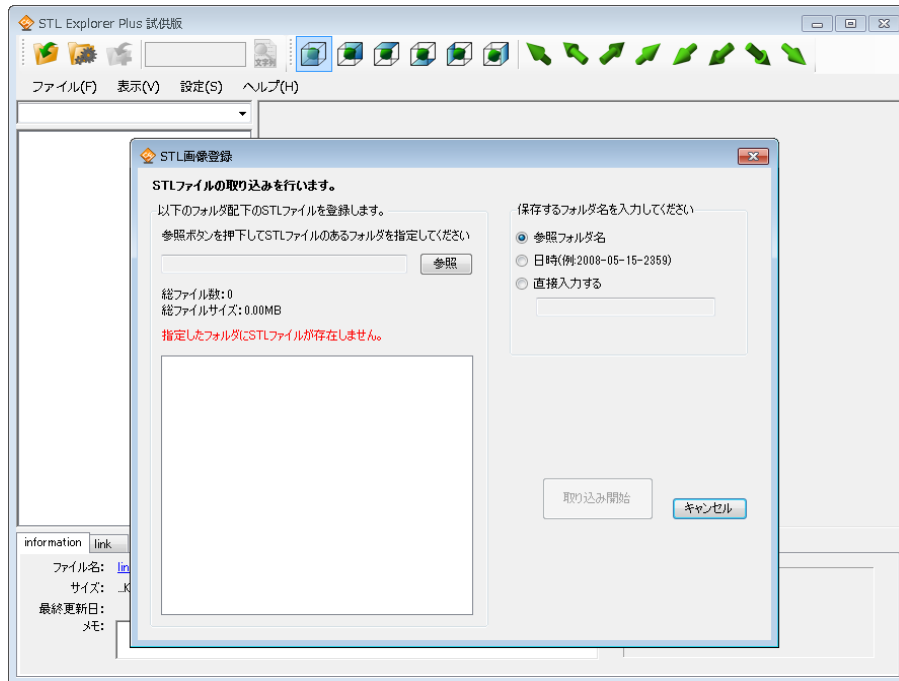 STL Explorer Plus 試供版
文字列
ファイル(F) 表示(V) 設定(S) ヘルプ(H)
STL画像登録
STLファイルの取り込みを行います。
以下のフォルダ配下のSTLファイルを登録します。
参照ボタンを押下してSTLファイルのあるフォルダを指定してください
参照
総ファイル数:0
総ファイルサイズ:0.00MB
指定したフォルダにSTLファイルが存在しません。
保存するフォルダ名を入力してください
参照フォルダ名
日時(例:2008-05-15-2359)
直接入力する
取り込み開始
キャンセル
information link
ファイル名: lin
サイズ: _K
最終更新日:
メモ: